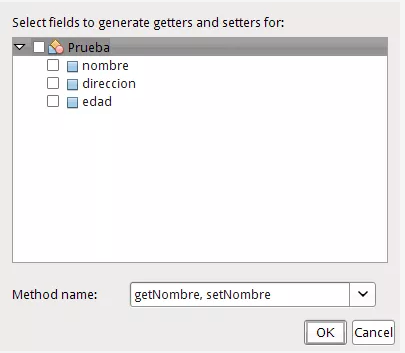 Select fields to generate getters and setters for:
Prueba
nombre
direccion
edad
Method name: getNombre, setNombre
OK Cancel